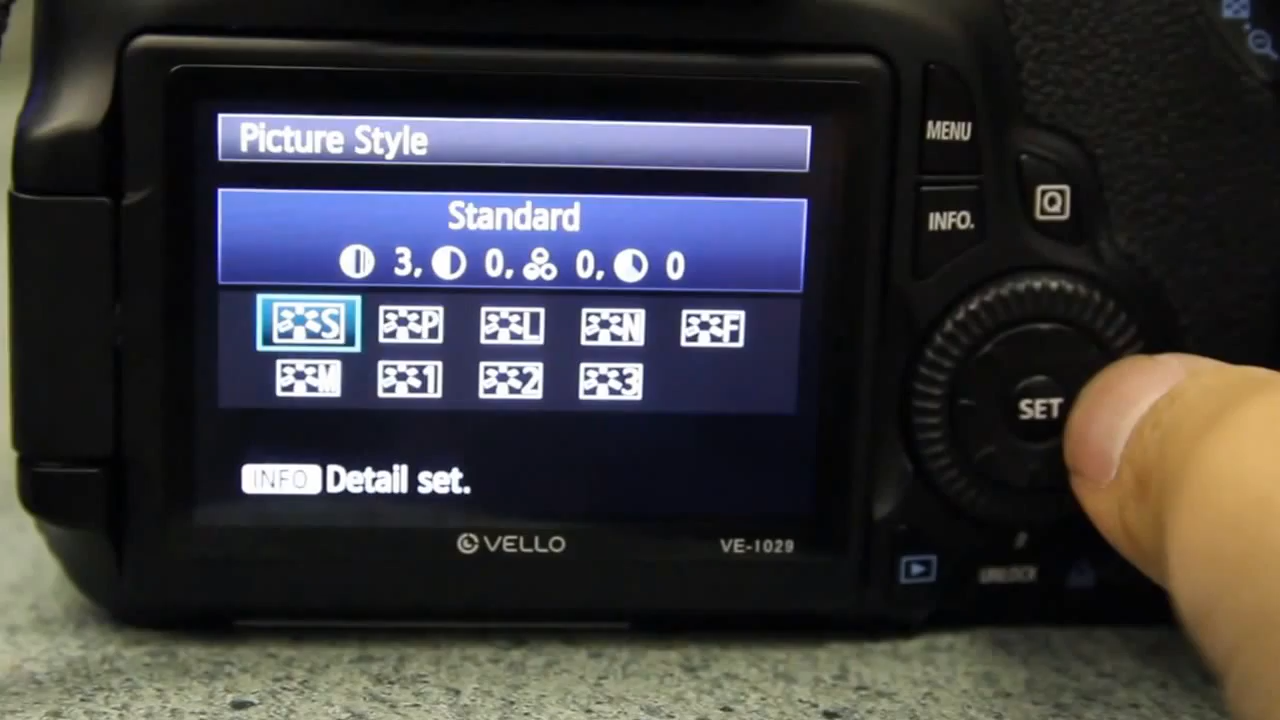 Picture Style
Standard
3, 0, 0, 0
S P L N F
M 1 2 3
INFO Detail set.
VELLO VE-1029
MENU
INFO.
Q
SET
UNLOCK